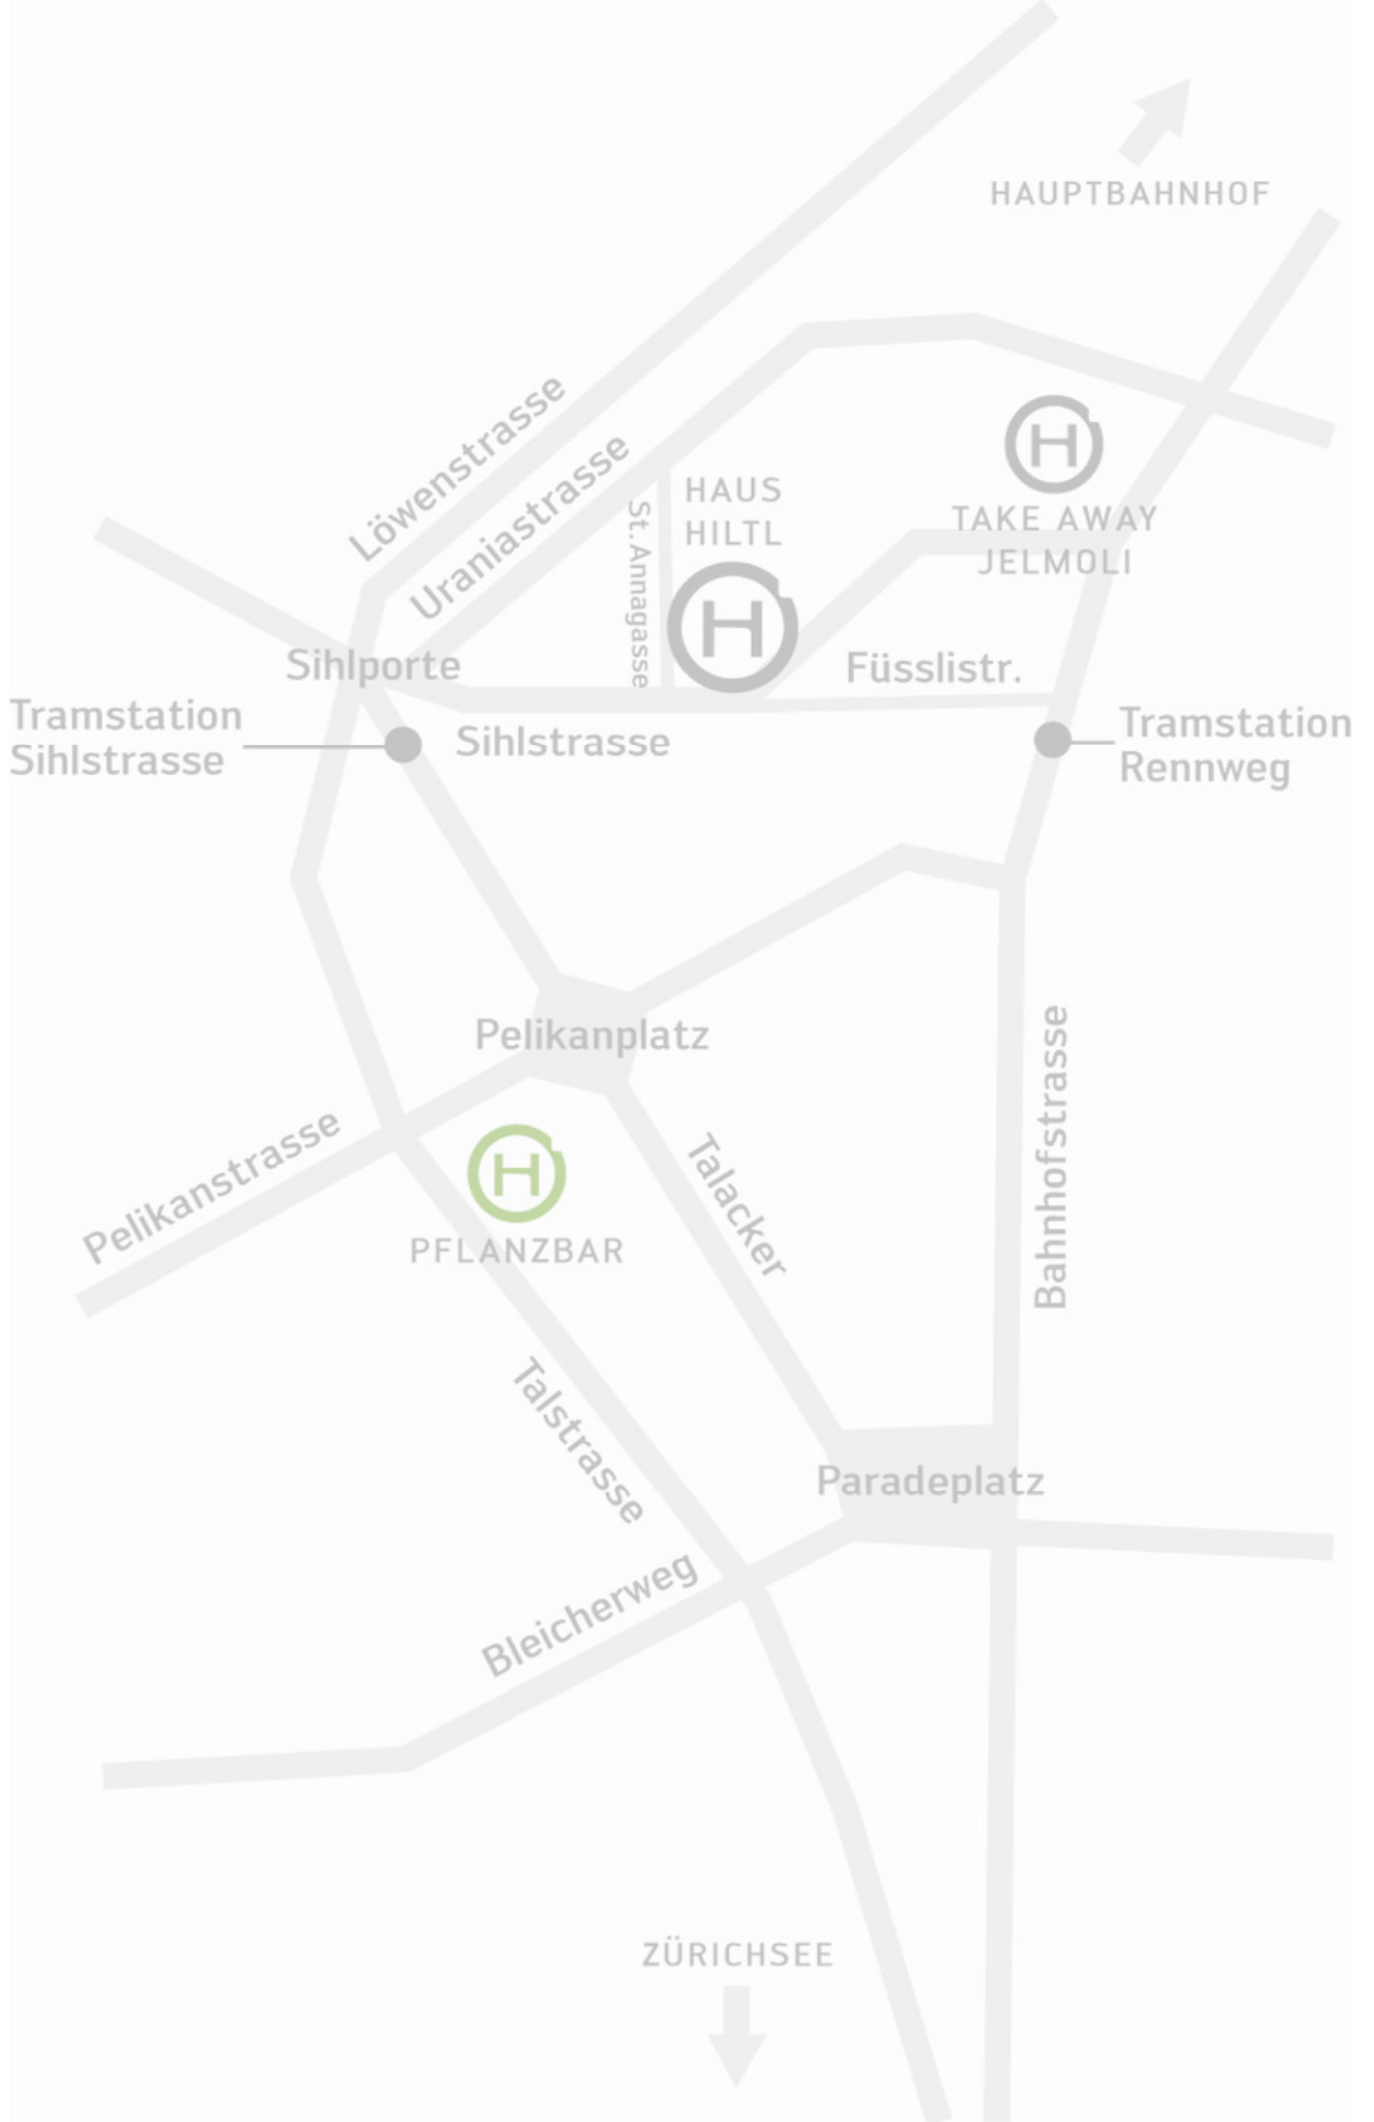 HAUPTBAHNHOF
Löwenstrasse
Uraniastrasse
HAUS
HILTL
H
St. Annagasse
H
TAKE AWAY
JELMOLI
Sihlporte
Füsslistr.
Tramstation
Sihlstrasse
Sihlstrasse
Tramstation
Rennweg
Pelikanplatz
Bahnhofstrasse
Pelikanstrasse
H
PFLANZBAR
Talacker
Talstrasse
Paradeplatz
Bleicherweg
ZÜRICHSEE